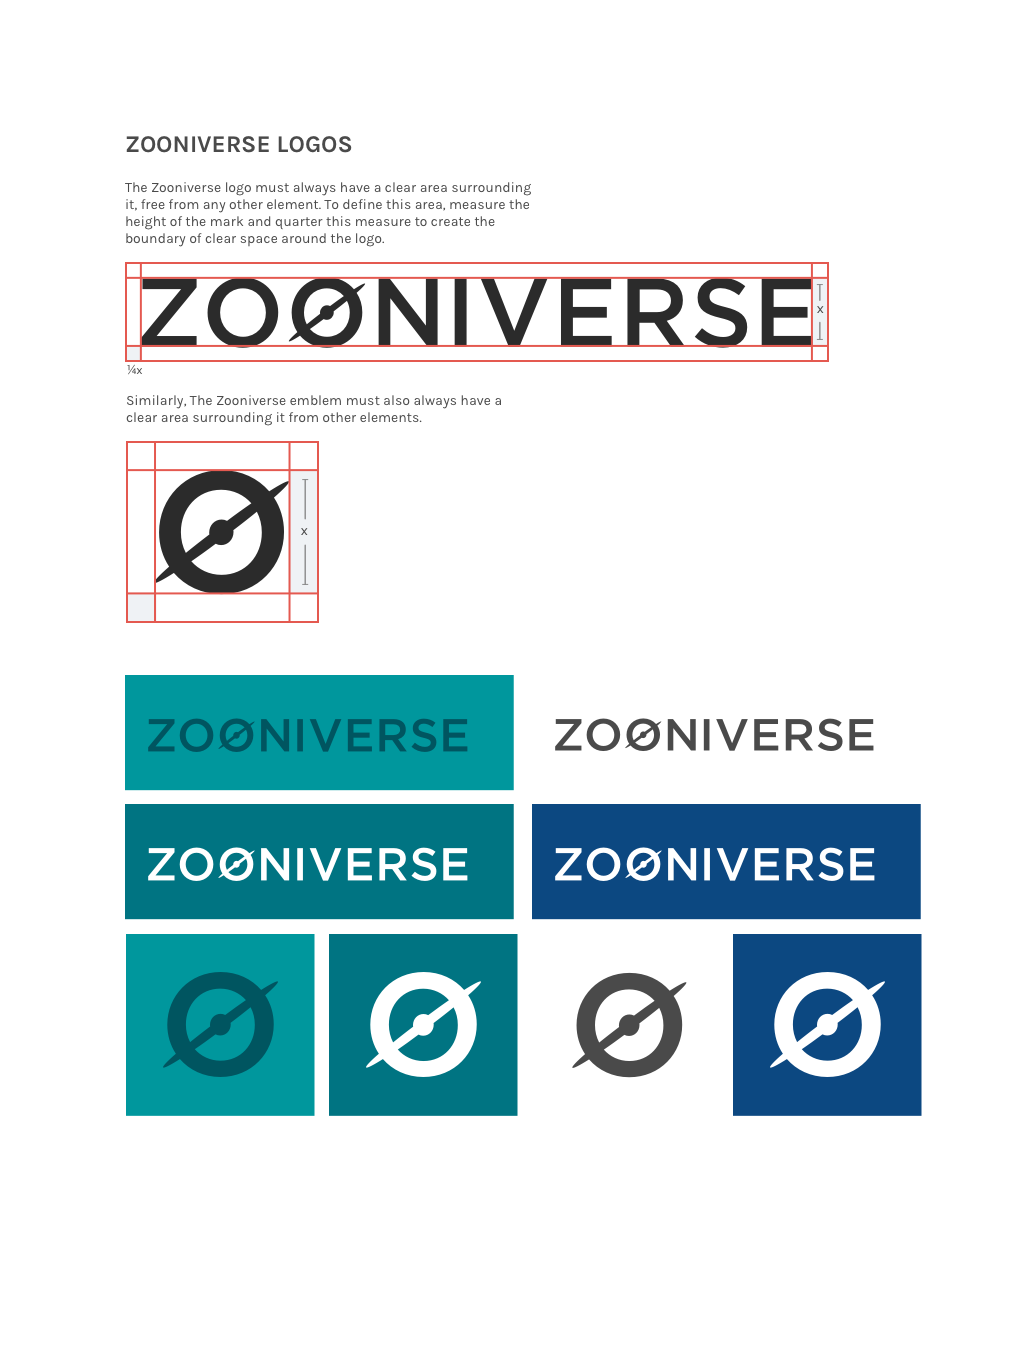 ZOONIVERSE LOGOS
The Zooniverse logo must always have a clear area surrounding
it, free from any other element. To define this area, measure the
height of the mark and quarter this measure to create the
boundary of clear space around the logo.
ZOONIVERSE
x
¼x
Similarly, The Zooniverse emblem must also always have a
clear area surrounding it from other elements.
x
ZOONIVERSE
ZOONIVERSE
ZOONIVERSE
ZOONIVERSE